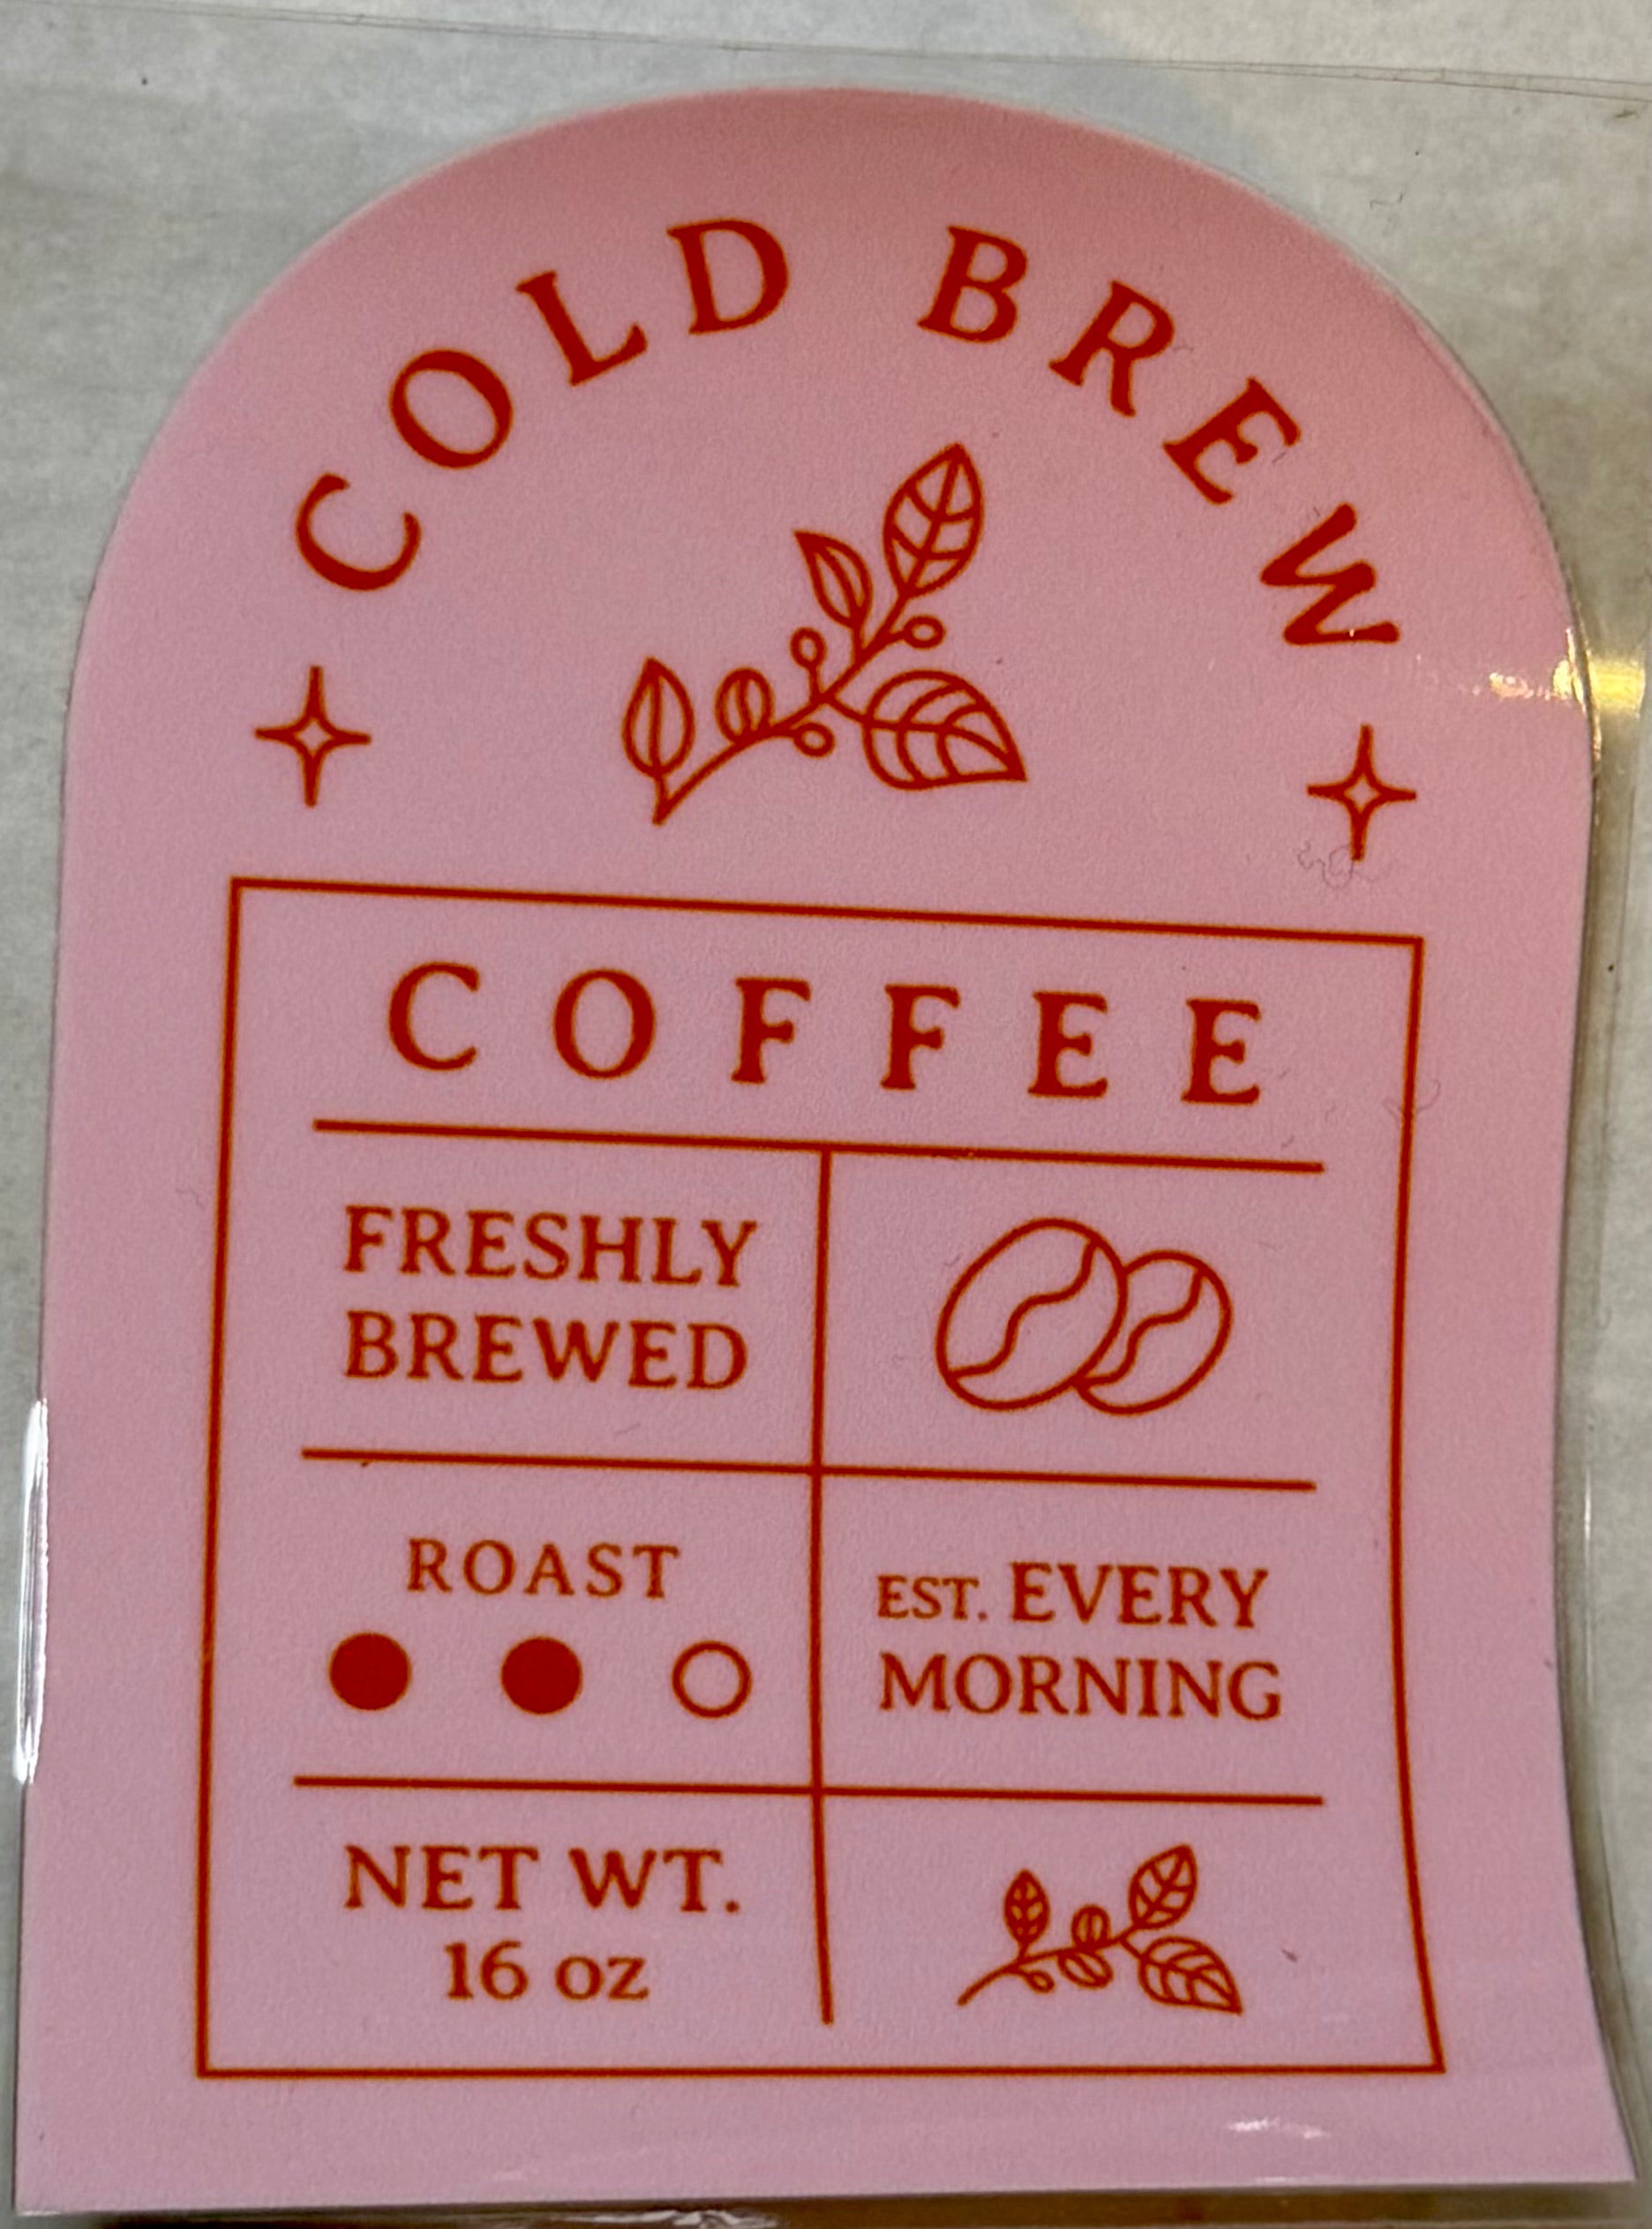 COLD BREW
COFFEE
FRESHLY
BREWED
ROAST
EST. EVERY
MORNING
NET WT.
16 oz